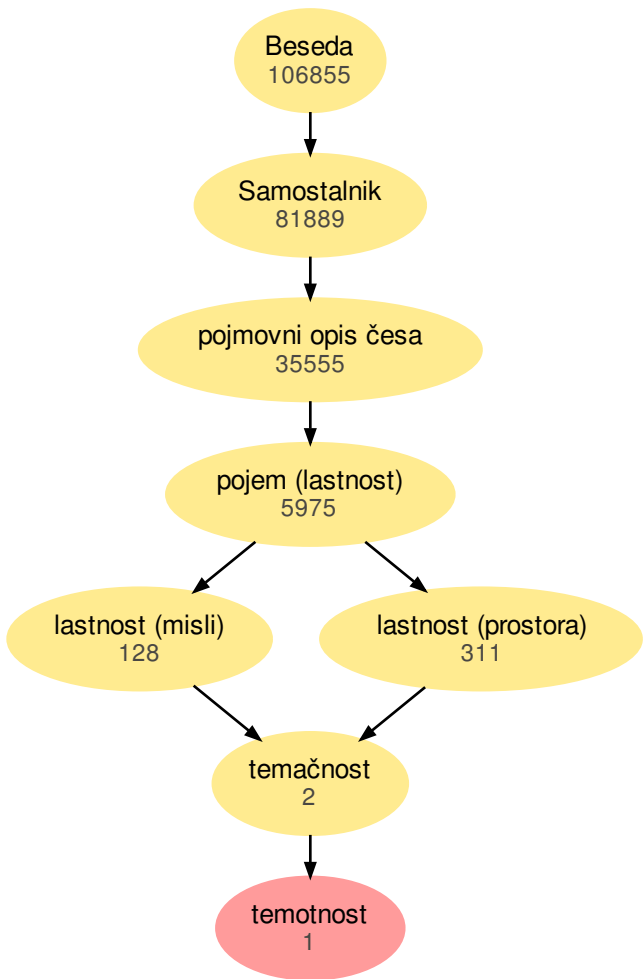 Beseda
106855
Samostalnik
81889
pojmovni opis česa
35555
pojem (lastnost)
5975
lastnost (misli)
128
lastnost (prostora)
311
temačnost
2
temotnost
1